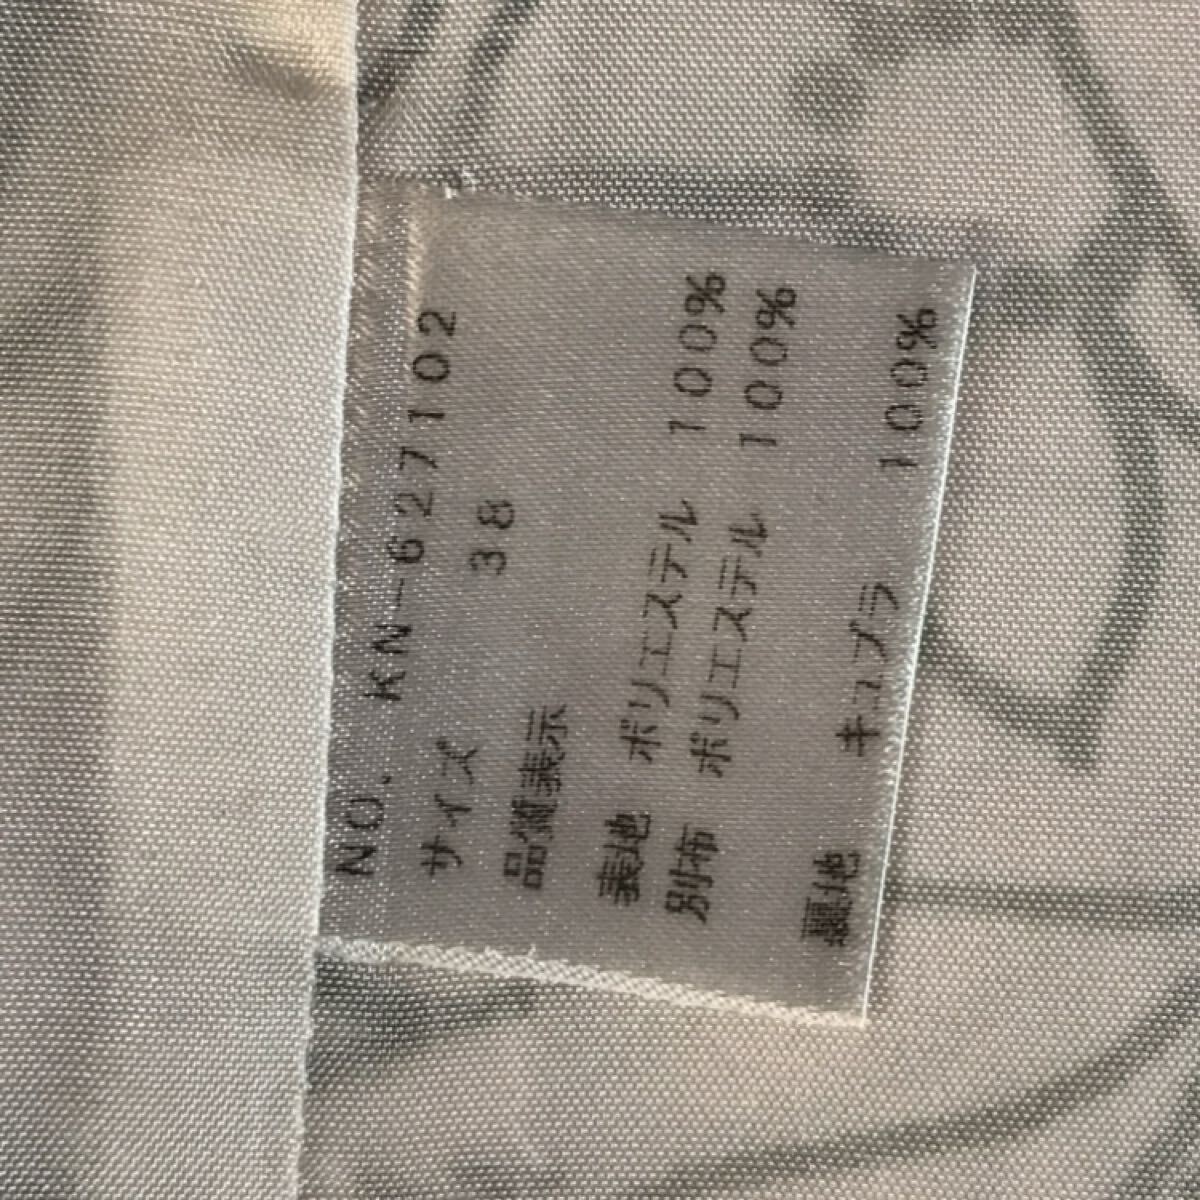 NO. KN-627102
サイズ 38
品質表示
表地 ポリエステル 100%
別布 ポリエステル 100%
裏地 キュプラ 100%